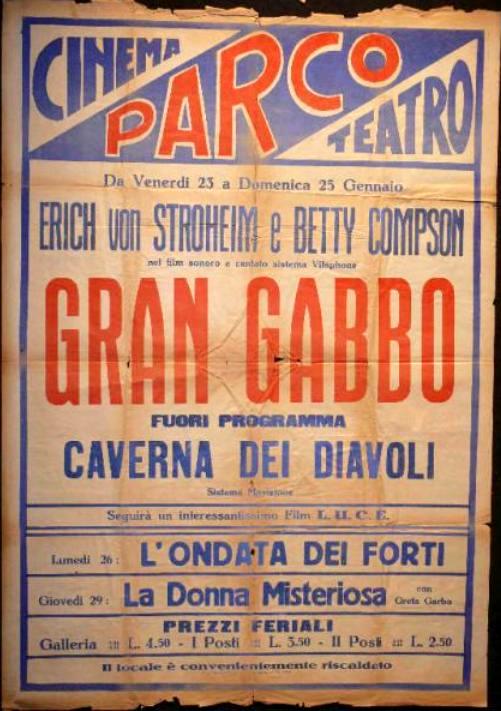 CINEMA
PARCO
TEATRO
Da Venerdi 23 a Domenica 25 Gennaio
ERICH von STROHEIM e BETTY COMPSON
nel film sonoro e cantato sistema Vitaphone
GRAN GABBO
FUORI PROGRAMMA
CAVERNA DEI DIAVOLI
Sistema Movietone
Seguirà un interessantissimo Film L. U. C. E.
Lunedi 26: L'ONDATA DEI FORTI
Giovedi 29: La Donna Misteriosa con Greta Garbo
PREZZI FERIALI
Galleria ::: L. 4.50 - I Posti ::: L. 3.50 - II Posti ::: L. 2.50
Il locale è convenientemente riscaldato